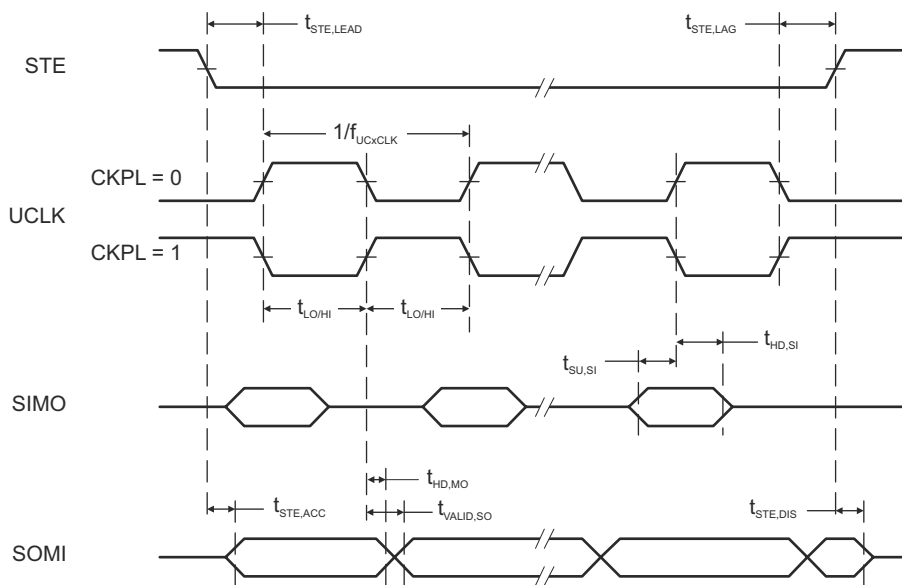 tSTE,LEAD
tSTE,LAG
STE
1/fUCxCLK
CKPL = 0
UCLK
CKPL = 1
tLO/HI
tLO/HI
tHD,SI
tSU,SI
SIMO
tHD,MO
tSTE,ACC
tVALID,SO
tSTE,DIS
SOMI